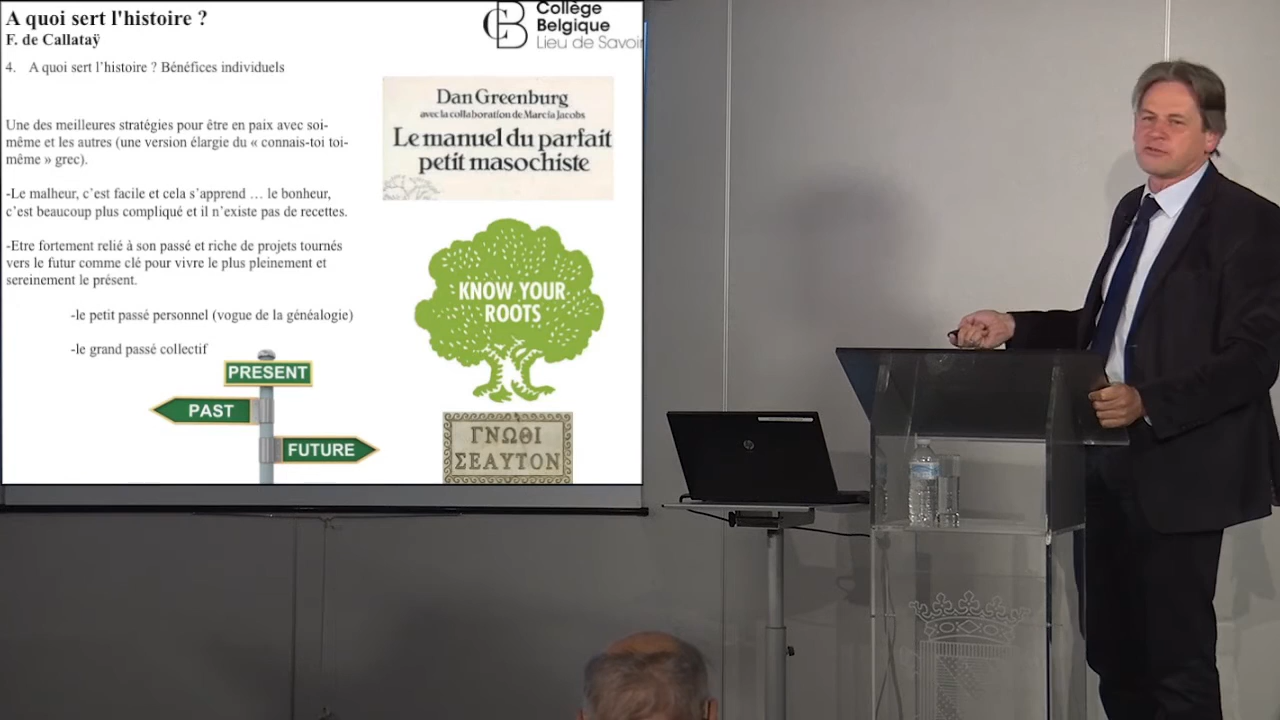 A quoi sert l'histoire ?
F. de Callataÿ
Collège
Belgique
Lieu de Savoir
4. A quoi sert l'histoire ? Bénéfices individuels
Une des meilleures stratégies pour être en paix avec soi-
même et les autres (une version élargie du « connais-toi toi-
même » grec).
-Le malheur, c'est facile et cela s'apprend … le bonheur,
c'est beaucoup plus compliqué et il n'existe pas de recettes.
-Etre fortement relié à son passé et riche de projets tournés
vers le futur comme clé pour vivre le plus pleinement et
sereinement le présent.
-le petit passé personnel (vogue de la généalogie)
-le grand passé collectif
PRESENT
PAST
FUTURE
Dan Greenburg
avec la collaboration de Marcia Jacobs
Le manuel du parfait
petit masochiste
KNOW YOUR
ROOTS
ΓΝΩΘΙ
ΣΕΑΥΤΟΝ
hp